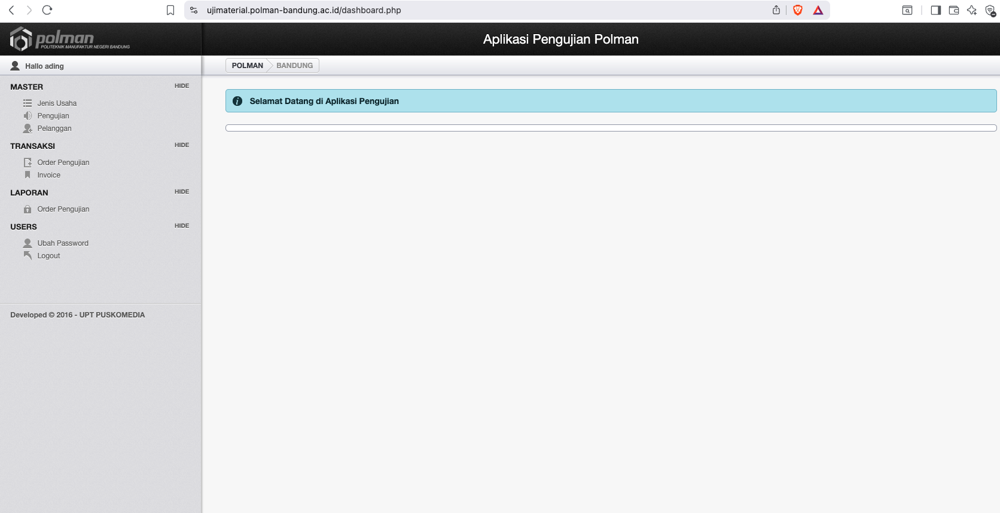 ujimaterial.polman-bandung.ac.id/dashboard.php
polman
POLITEKNIK MANUFAKTUR NEGERI BANDUNG
Aplikasi Pengujian Polman
Hallo ading
POLMAN BANDUNG
MASTER HIDE
Jenis Usaha
Pengujian
Pelanggan
TRANSAKSI HIDE
Order Pengujian
Invoice
LAPORAN HIDE
Order Pengujian
USERS HIDE
Ubah Password
Logout
Developed © 2016 - UPT PUSKOMEDIA
Selamat Datang di Aplikasi Pengujian